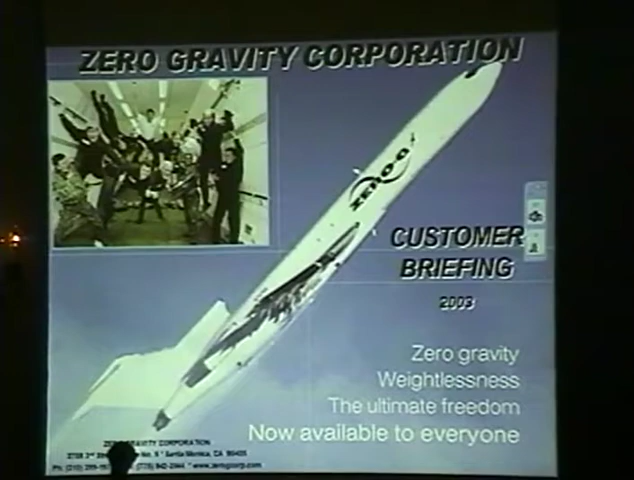 ZERO GRAVITY CORPORATION
ZERO-G
CUSTOMER
BRIEFING
2003
Zero gravity
Weightlessness
The ultimate freedom
Now available to everyone
GRAVITY CORPORATION
Santa Monica, CA
www.zerogcorp.com